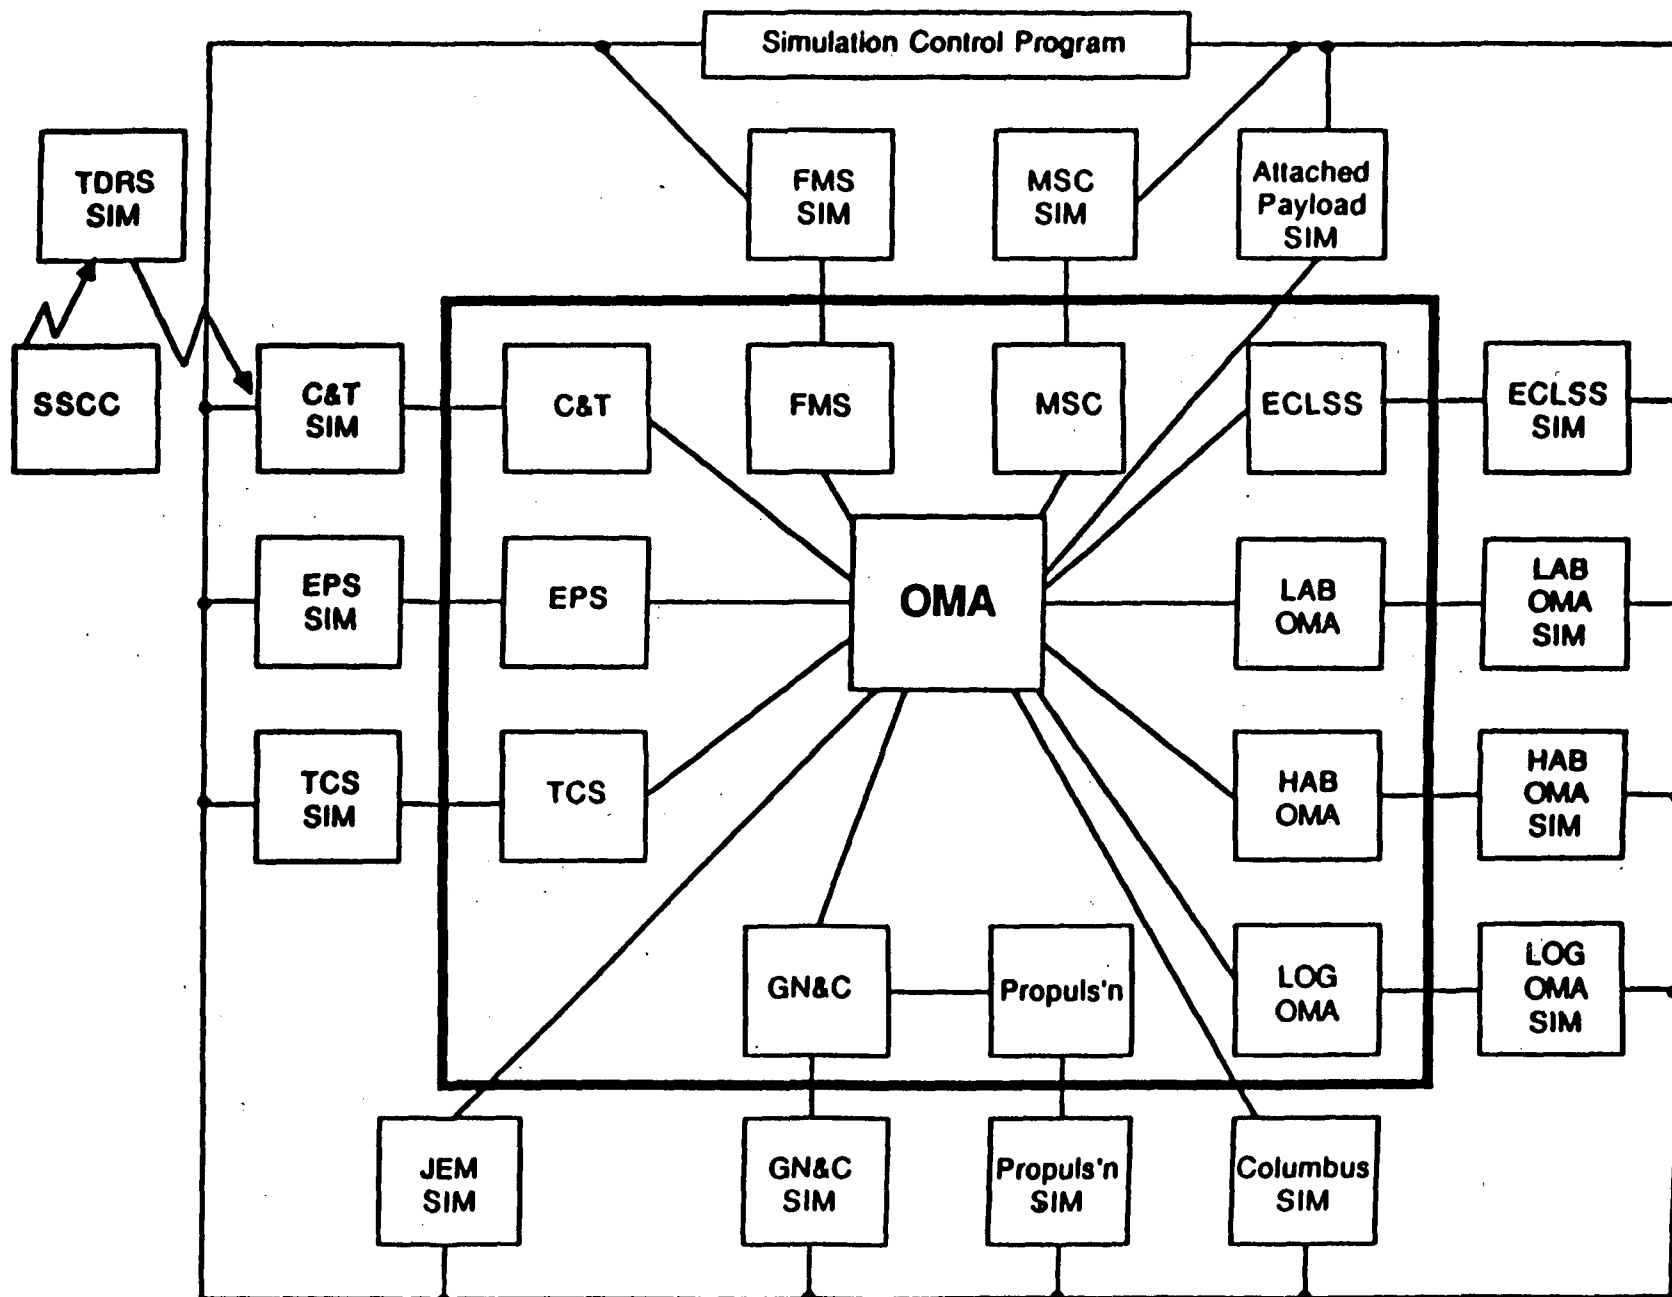 Simulation Control Program
TDRS
SIM
FMS
SIM
MSC
SIM
Attached
Payload
SIM
SSCC
C&T
SIM
C&T
FMS
MSC
ECLSS
ECLSS
SIM
EPS
SIM
EPS
OMA
LAB
OMA
LAB
OMA
SIM
TCS
SIM
TCS
HAB
OMA
HAB
OMA
SIM
GN&C
Propuls'n
LOG
OMA
LOG
OMA
SIM
JEM
SIM
GN&C
SIM
Propuls'n
SIM
Columbus
SIM